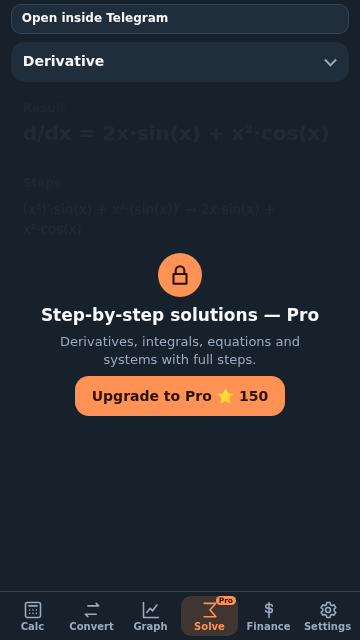 Open inside Telegram
Derivative
Result
d/dx = 2x·sin(x) + x²·cos(x)
Steps
(x²)'·sin(x) + x²·(sin(x))' → 2x·sin(x) +
x²·cos(x)
Step-by-step solutions — Pro
Derivatives, integrals, equations and
systems with full steps.
Upgrade to Pro ⭐ 150
Pro
Calc Convert Graph Solve Finance Settings